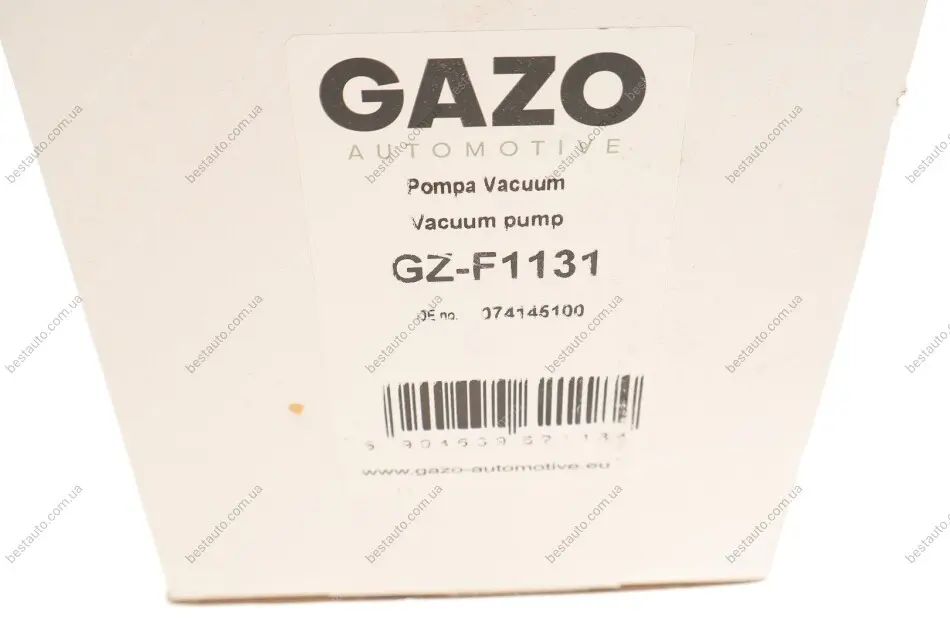 GAZO
AUTOMOTIVE
Pompa Vacuum
Vacuum pump
GZ-F1131
OE no. 074145100
www.gazo-automotive.eu
bestauto.com.ua